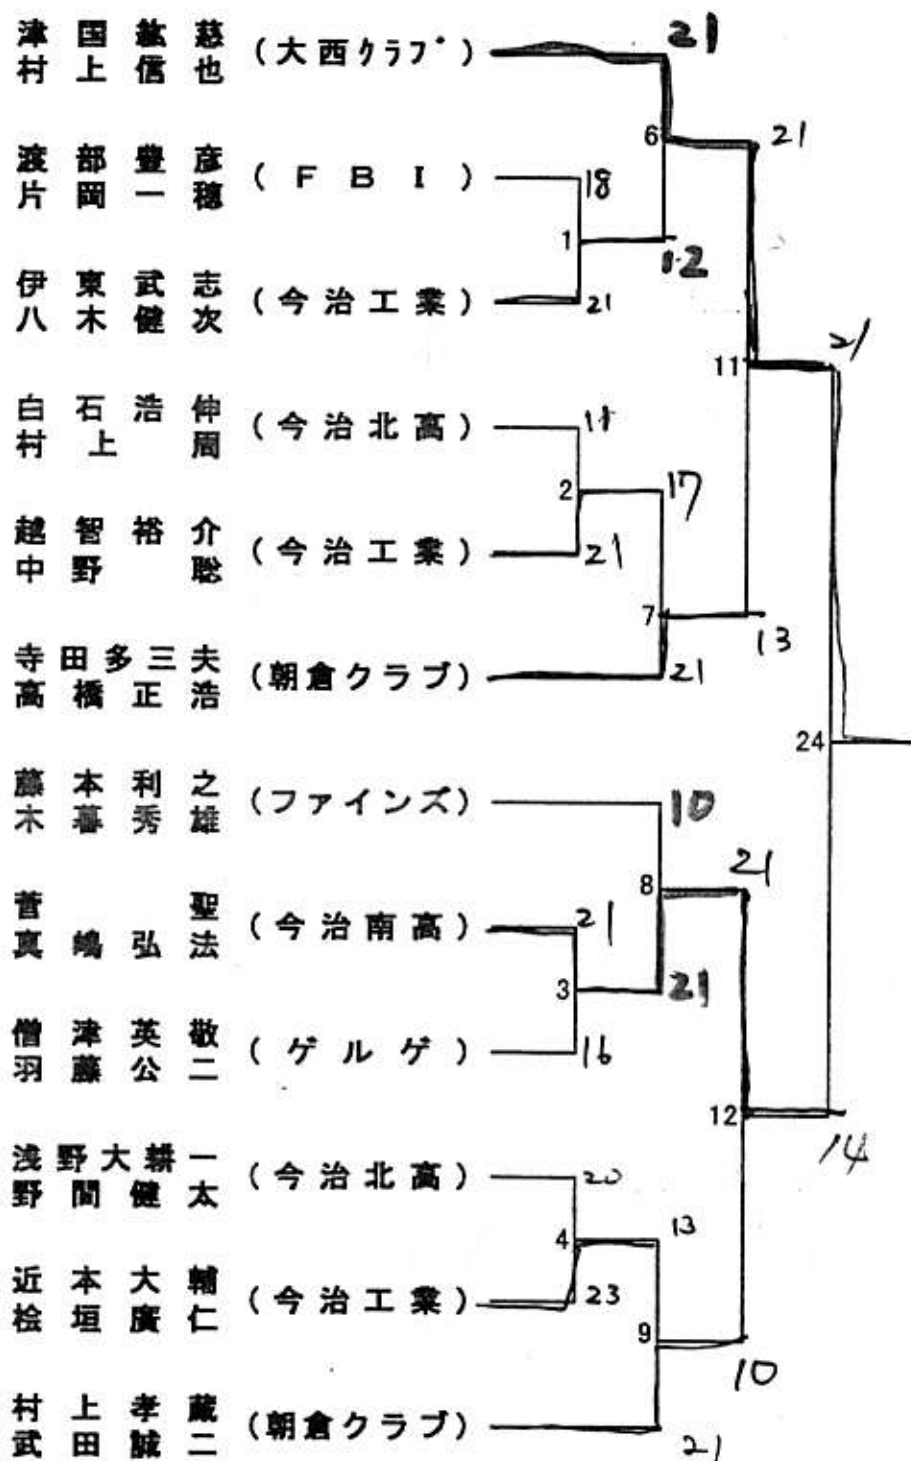 津国紘慈
村上信也
(大西クラブ)
21
6
21
渡部豊彦
片岡一穂
(FBI)
18
1
12
伊東武志
八木健次
(今治工業)
21
11
21
白石浩伸
村上周
(今治北高)
2
17
越智裕介
中野聡
(今治工業)
21
7
13
寺田多三夫
高橋正浩
(朝倉クラブ)
21
24
藤本利之
木暮秀雄
(ファインズ)
10
8
21
菅聖
真嶋弘法
(今治南高)
21
3
21
僧津英敬
羽藤公二
(ゲルゲ)
16
12
14
浅野大耕一
野間健太
(今治北高)
20
4
13
近本大輔
桧垣廣仁
(今治工業)
23
9
10
村上孝蔵
武田誠二
(朝倉クラブ)
21